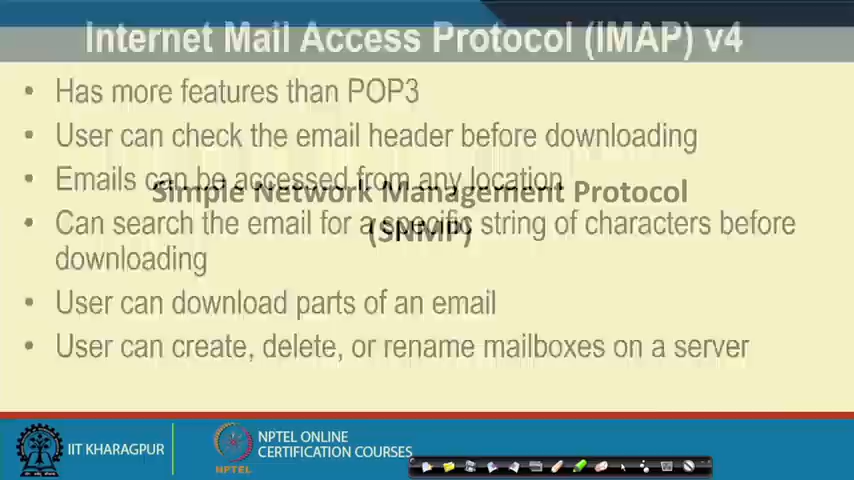 Internet Mail Access Protocol (IMAP) v4
• Has more features than POP3
• User can check the email header before downloading
• Emails can be accessed from any location
Simple Network Management Protocol
• Can search the email for a specific string of characters before
(SNMP)
downloading
• User can download parts of an email
• User can create, delete, or rename mailboxes on a server
IIT KHARAGPUR
NPTEL
NPTEL ONLINE
CERTIFICATION COURSES